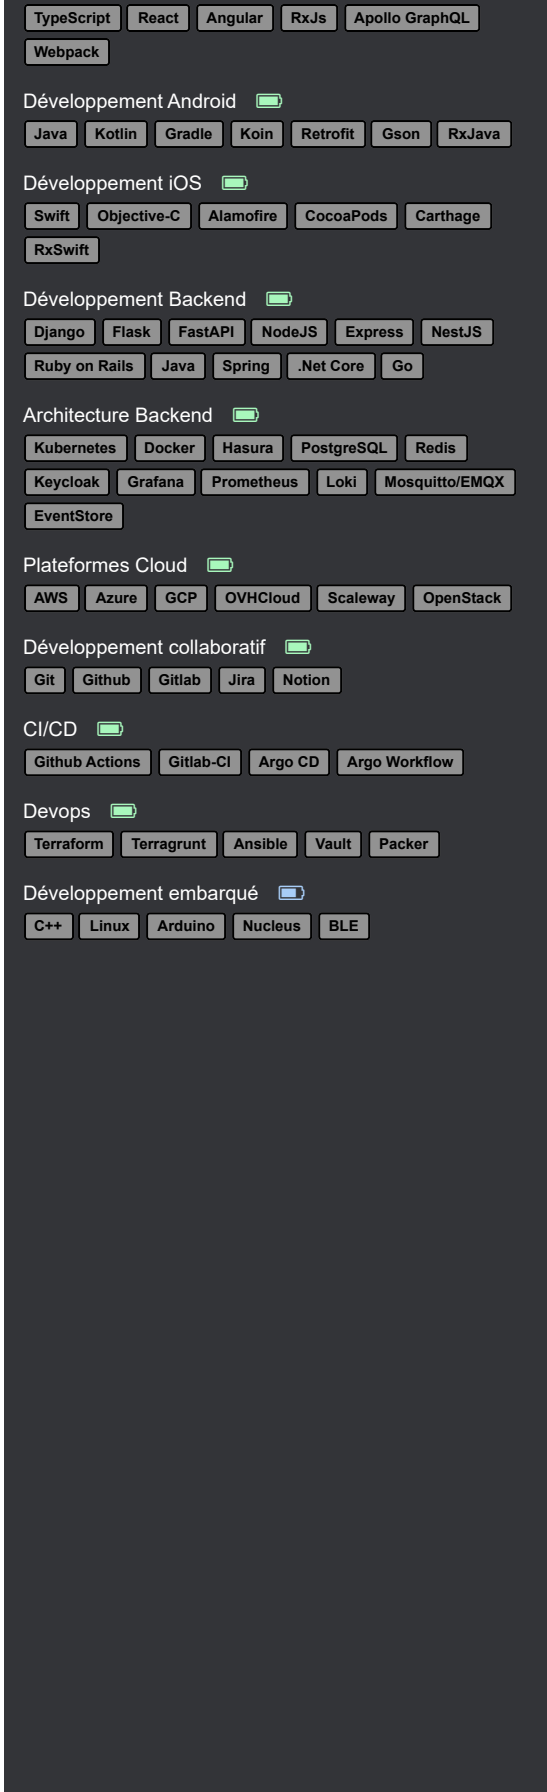 TypeScript React Angular RxJs Apollo GraphQL
Webpack
Développement Android
Java Kotlin Gradle Koin Retrofit Gson RxJava
Développement iOS
Swift Objective-C Alamofire CocoaPods Carthage
RxSwift
Développement Backend
Django Flask FastAPI NodeJS Express NestJS
Ruby on Rails Java Spring .Net Core Go
Architecture Backend
Kubernetes Docker Hasura PostgreSQL Redis
Keycloak Grafana Prometheus Loki Mosquitto/EMQX
EventStore
Plateformes Cloud
AWS Azure GCP OVHCloud Scaleway OpenStack
Développement collaboratif
Git Github Gitlab Jira Notion
CI/CD
Github Actions Gitlab-CI Argo CD Argo Workflow
Devops
Terraform Terragrunt Ansible Vault Packer
Développement embarqué
C++ Linux Arduino Nucleus BLE